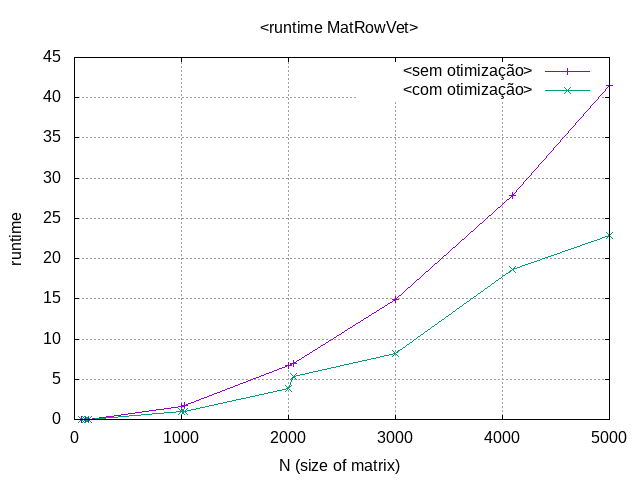 <runtime MatRowVet>
<sem otimização>
<com otimização>
45
40
35
30
25
20
15
10
5
0
runtime
0 1000 2000 3000 4000 5000
N (size of matrix)